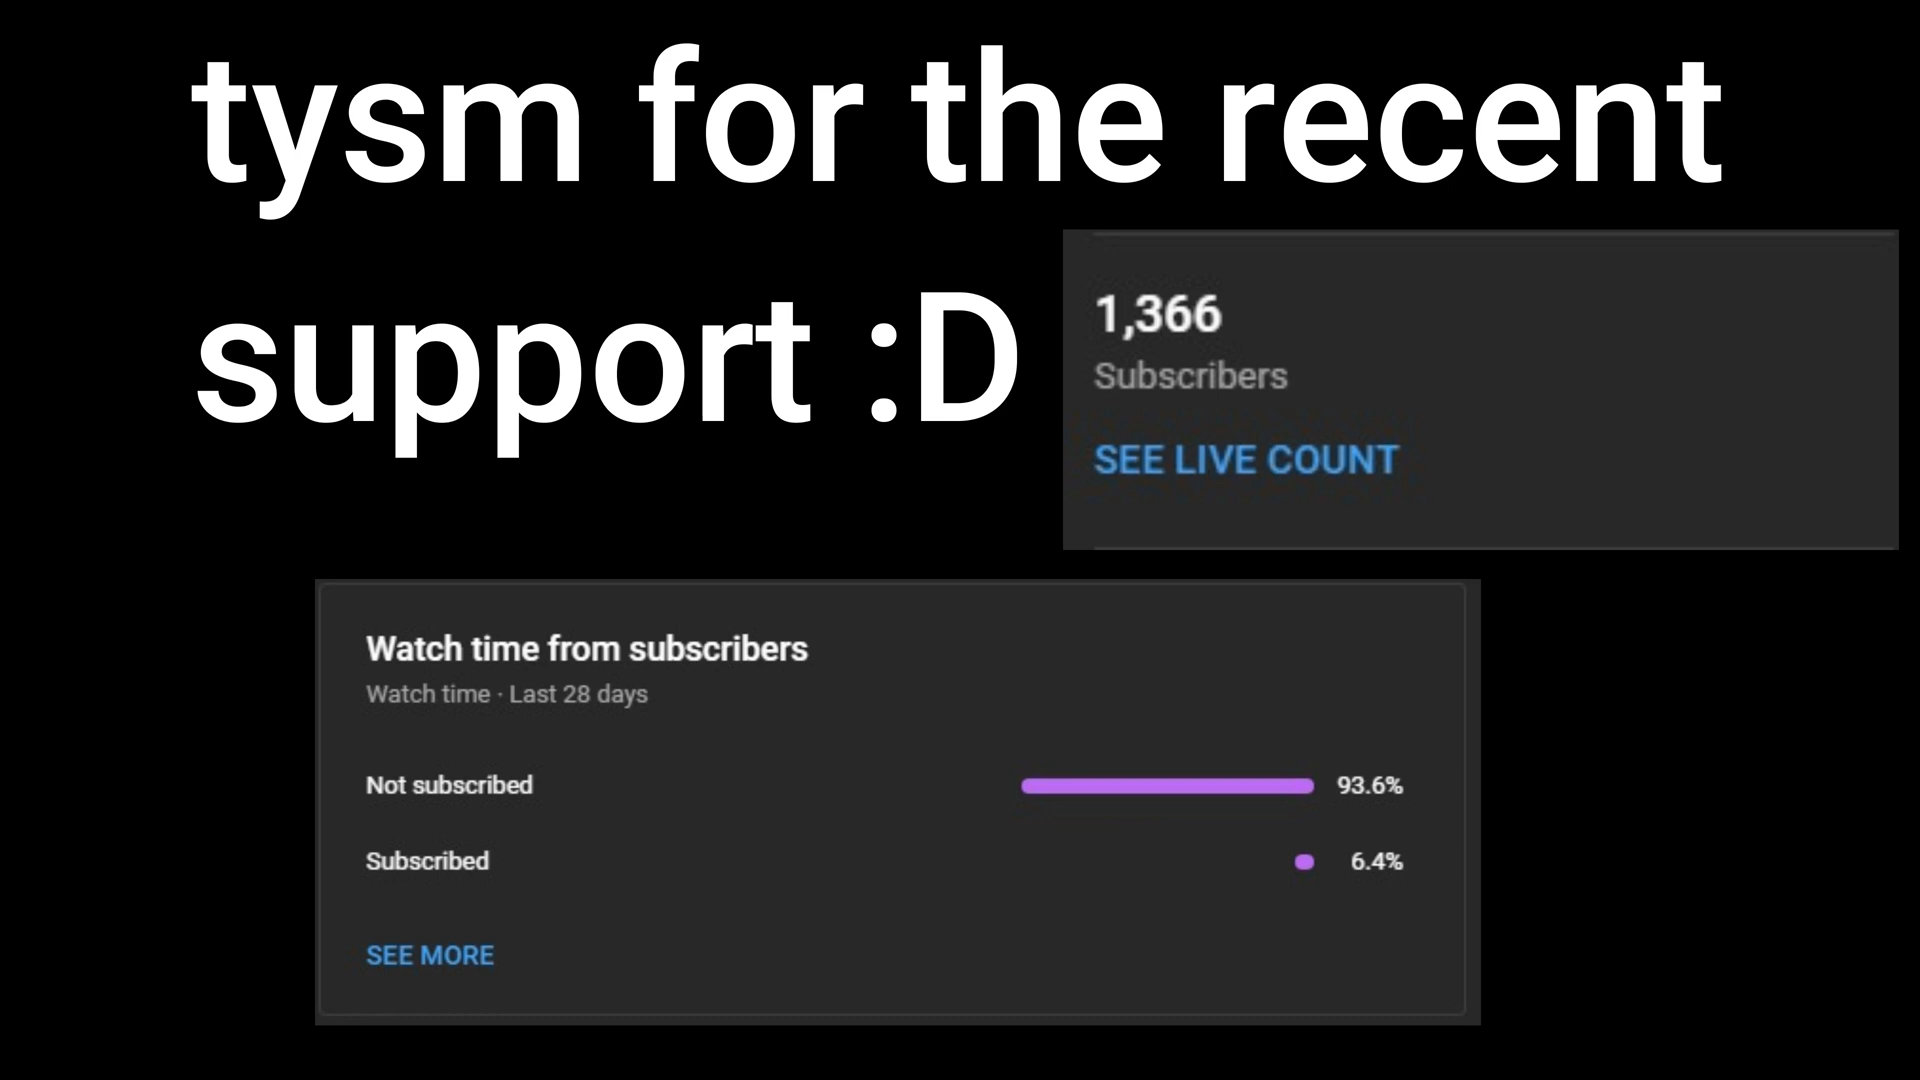 tysm for the recent
support :D
1,366
Subscribers
SEE LIVE COUNT
Watch time from subscribers
Watch time · Last 28 days
Not subscribed 93.6%
Subscribed 6.4%
SEE MORE